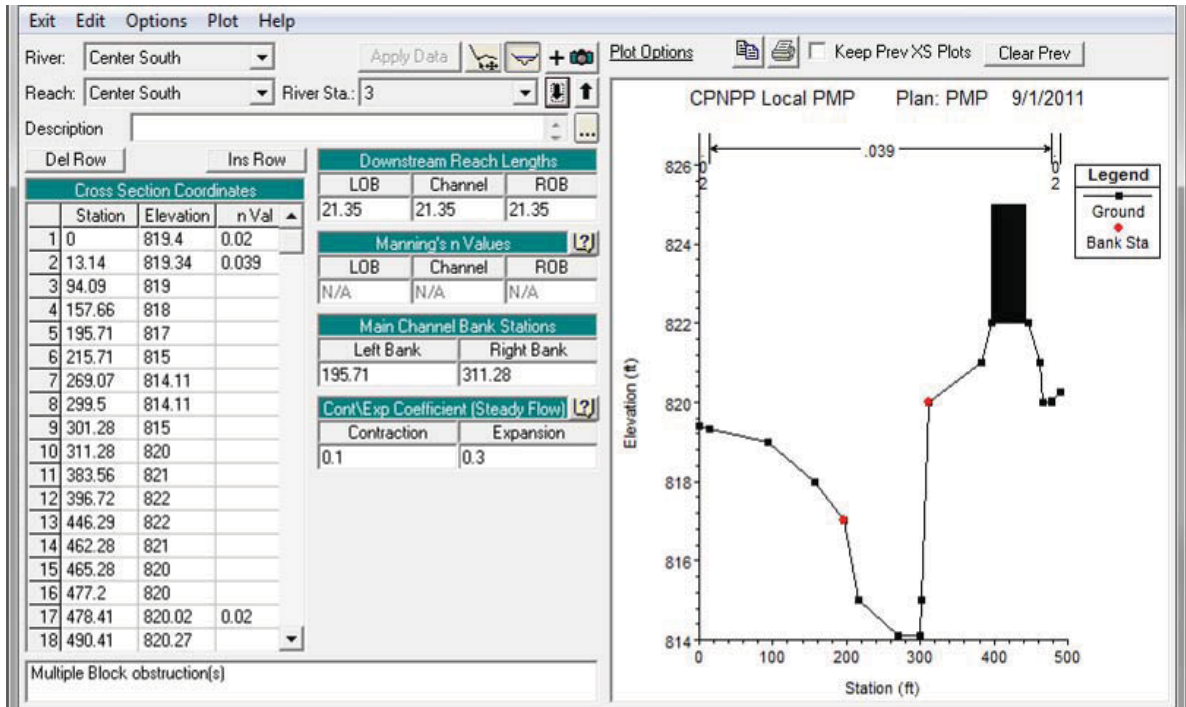 Exit Edit Options Plot Help
River: Center South
Apply Data
Reach: Center South River Sta.: 3
Description
...
Del Row Ins Row
Cross Section Coordinates
Station Elevation n Val
1 0 819.4 0.02
2 13.14 819.34 0.039
3 94.09 819
4 157.66 818
5 195.71 817
6 215.71 815
7 269.07 814.11
8 299.5 814.11
9 301.28 815
10 311.28 820
11 383.56 821
12 396.72 822
13 446.29 822
14 462.28 821
15 465.28 820
16 477.2 820
17 478.41 820.02 0.02
18 490.41 820.27
Downstream Reach Lengths
LOB Channel ROB
21.35 21.35 21.35
Manning's n Values
LOB Channel ROB
N/A N/A N/A
Main Channel Bank Stations
Left Bank Right Bank
195.71 311.28
Cont\Exp Coefficient (Steady Flow)
Contraction Expansion
0.1 0.3
Multiple Block obstruction(s)
Plot Options Keep Prev XS Plots Clear Prev
CPNPP Local PMP Plan: PMP 9/1/2011
.02
.039
.02
Legend
Ground
Bank Sta
826
824
822
820
818
816
814
Elevation (ft)
0 100 200 300 400 500
Station (ft)